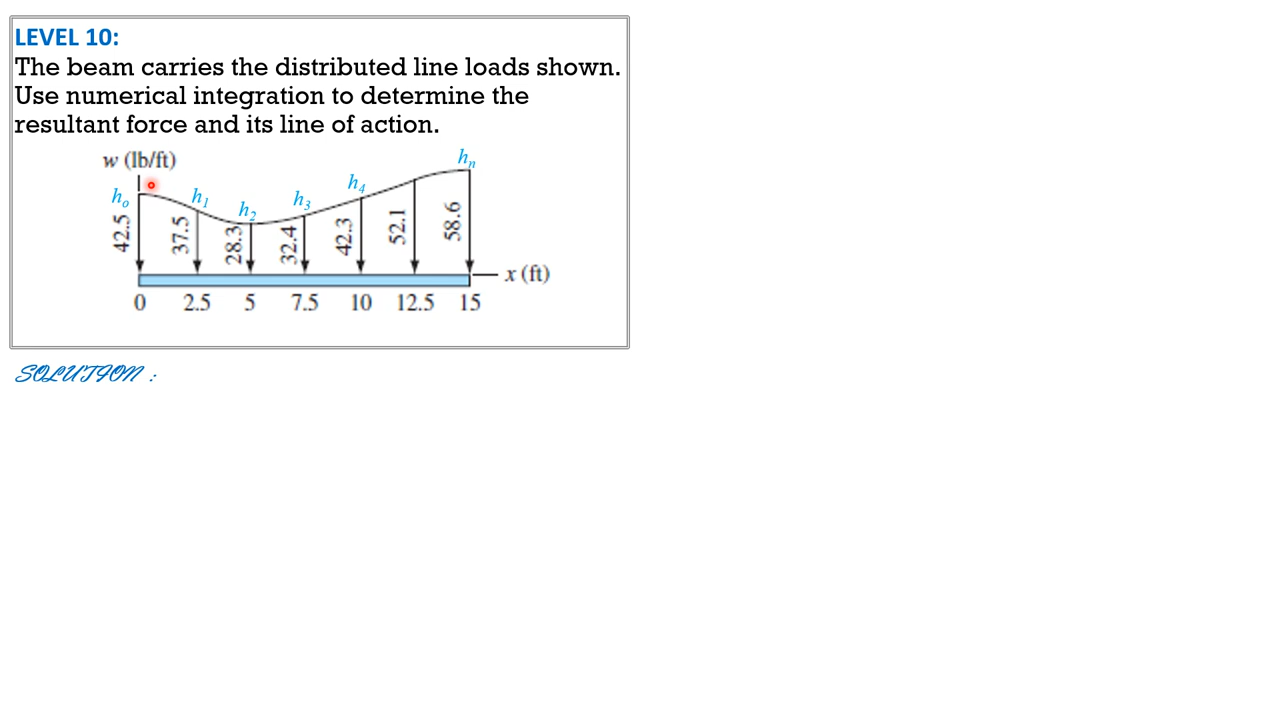 LEVEL 10:
The beam carries the distributed line loads shown.
Use numerical integration to determine the
resultant force and its line of action.
w (lb/ft)
hₒ h₁ h₂ h₃ h₄ hₙ
42.5 37.5 28.3 32.4 42.3 52.1 58.6
x (ft)
0 2.5 5 7.5 10 12.5 15
SOLUTION :